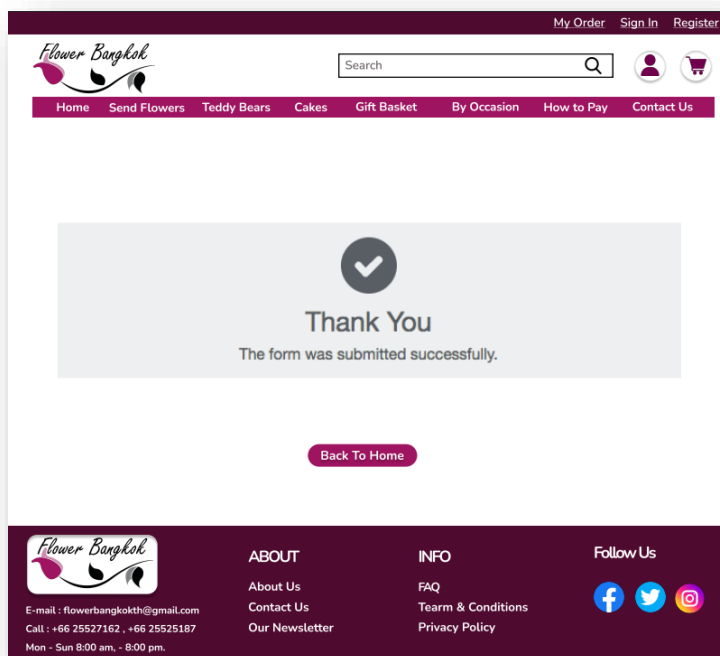 My Order Sign In Register
Flower Bangkok
Search
Home Send Flowers Teddy Bears Cakes Gift Basket By Occasion How to Pay Contact Us
Thank You
The form was submitted successfully.
Back To Home
Flower Bangkok
ABOUT
INFO
Follow Us
About Us
FAQ
Contact Us
Tearm & Conditions
Our Newsletter
Privacy Policy
E-mail : flowerbangkokth@gmail.com
Call : +66 25527162 , +66 25525187
Mon - Sun 8:00 am, - 8:00 pm.